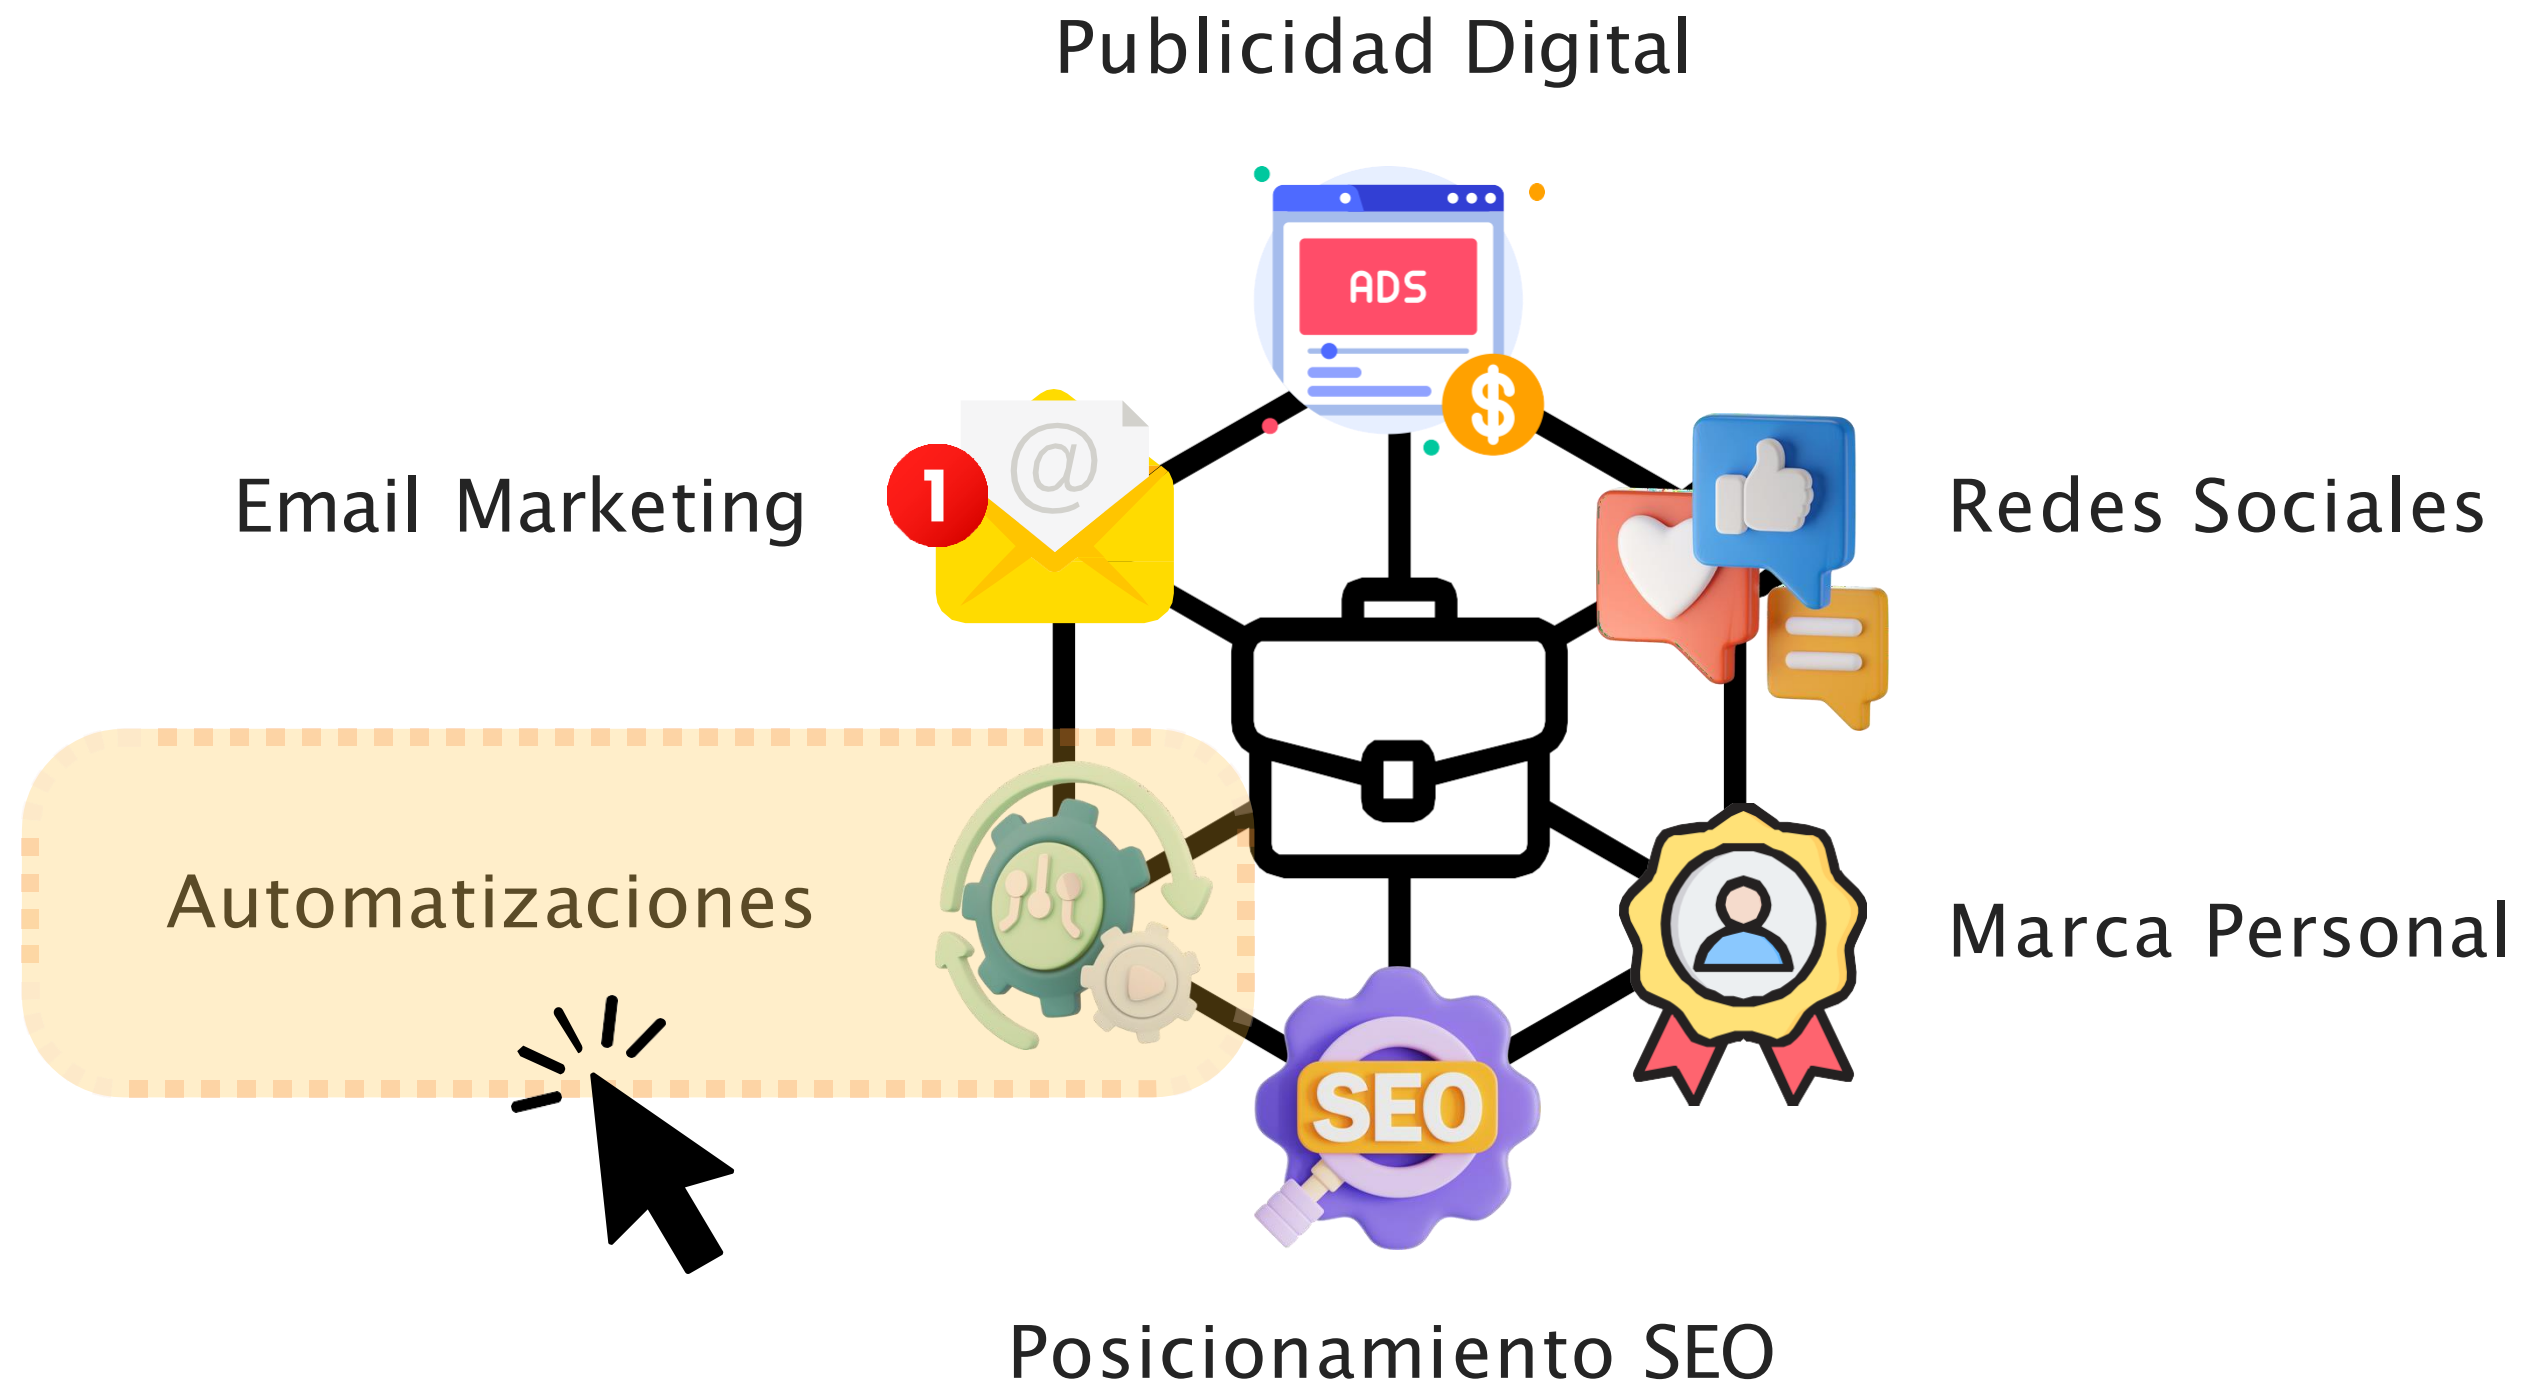 Publicidad Digital
ADS
$
@
1
Email Marketing
Redes Sociales
Automatizaciones
Marca Personal
SEO
Posicionamiento SEO